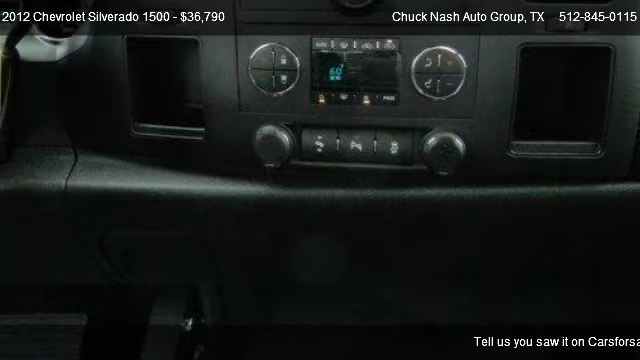 2012 Chevrolet Silverado 1500 - $36,790
Chuck Nash Auto Group, TX
512-845-0115
60
Tell us you saw it on Carsforsa